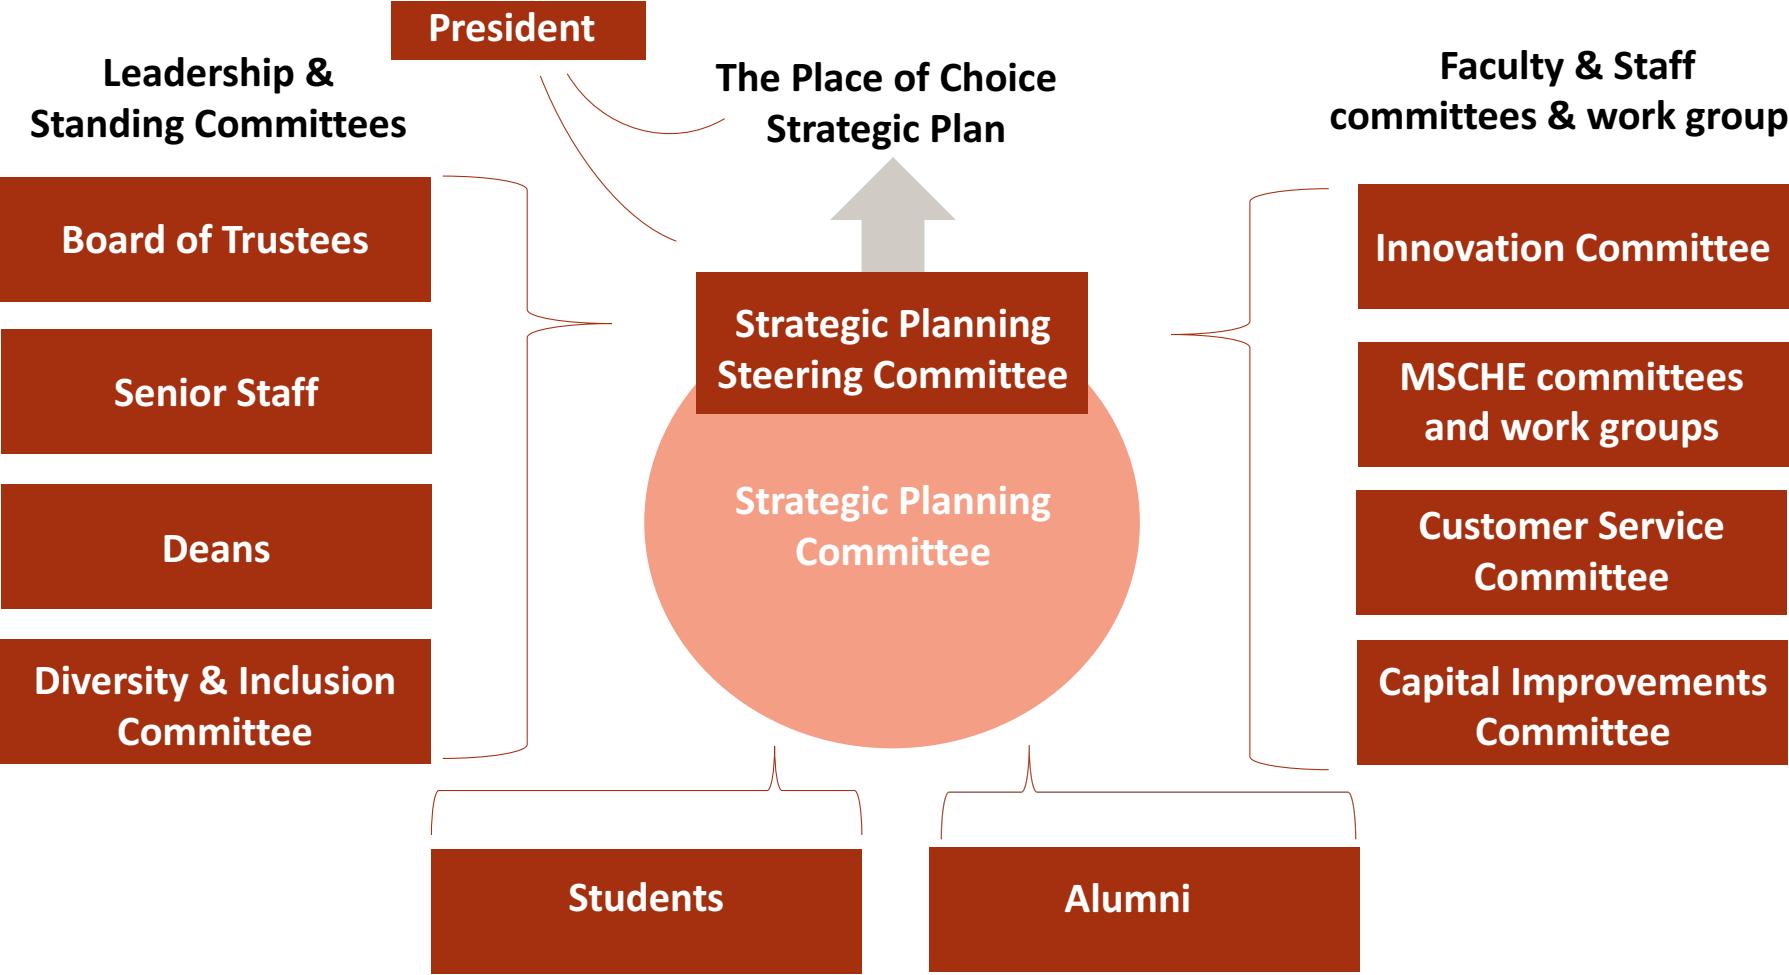 President
Leadership &
Standing Committees
The Place of Choice
Strategic Plan
Faculty & Staff
committees & work group
Board of Trustees
Senior Staff
Deans
Diversity & Inclusion
Committee
Strategic Planning
Steering Committee
Strategic Planning
Committee
Innovation Committee
MSCHE committees
and work groups
Customer Service
Committee
Capital Improvements
Committee
Students
Alumni